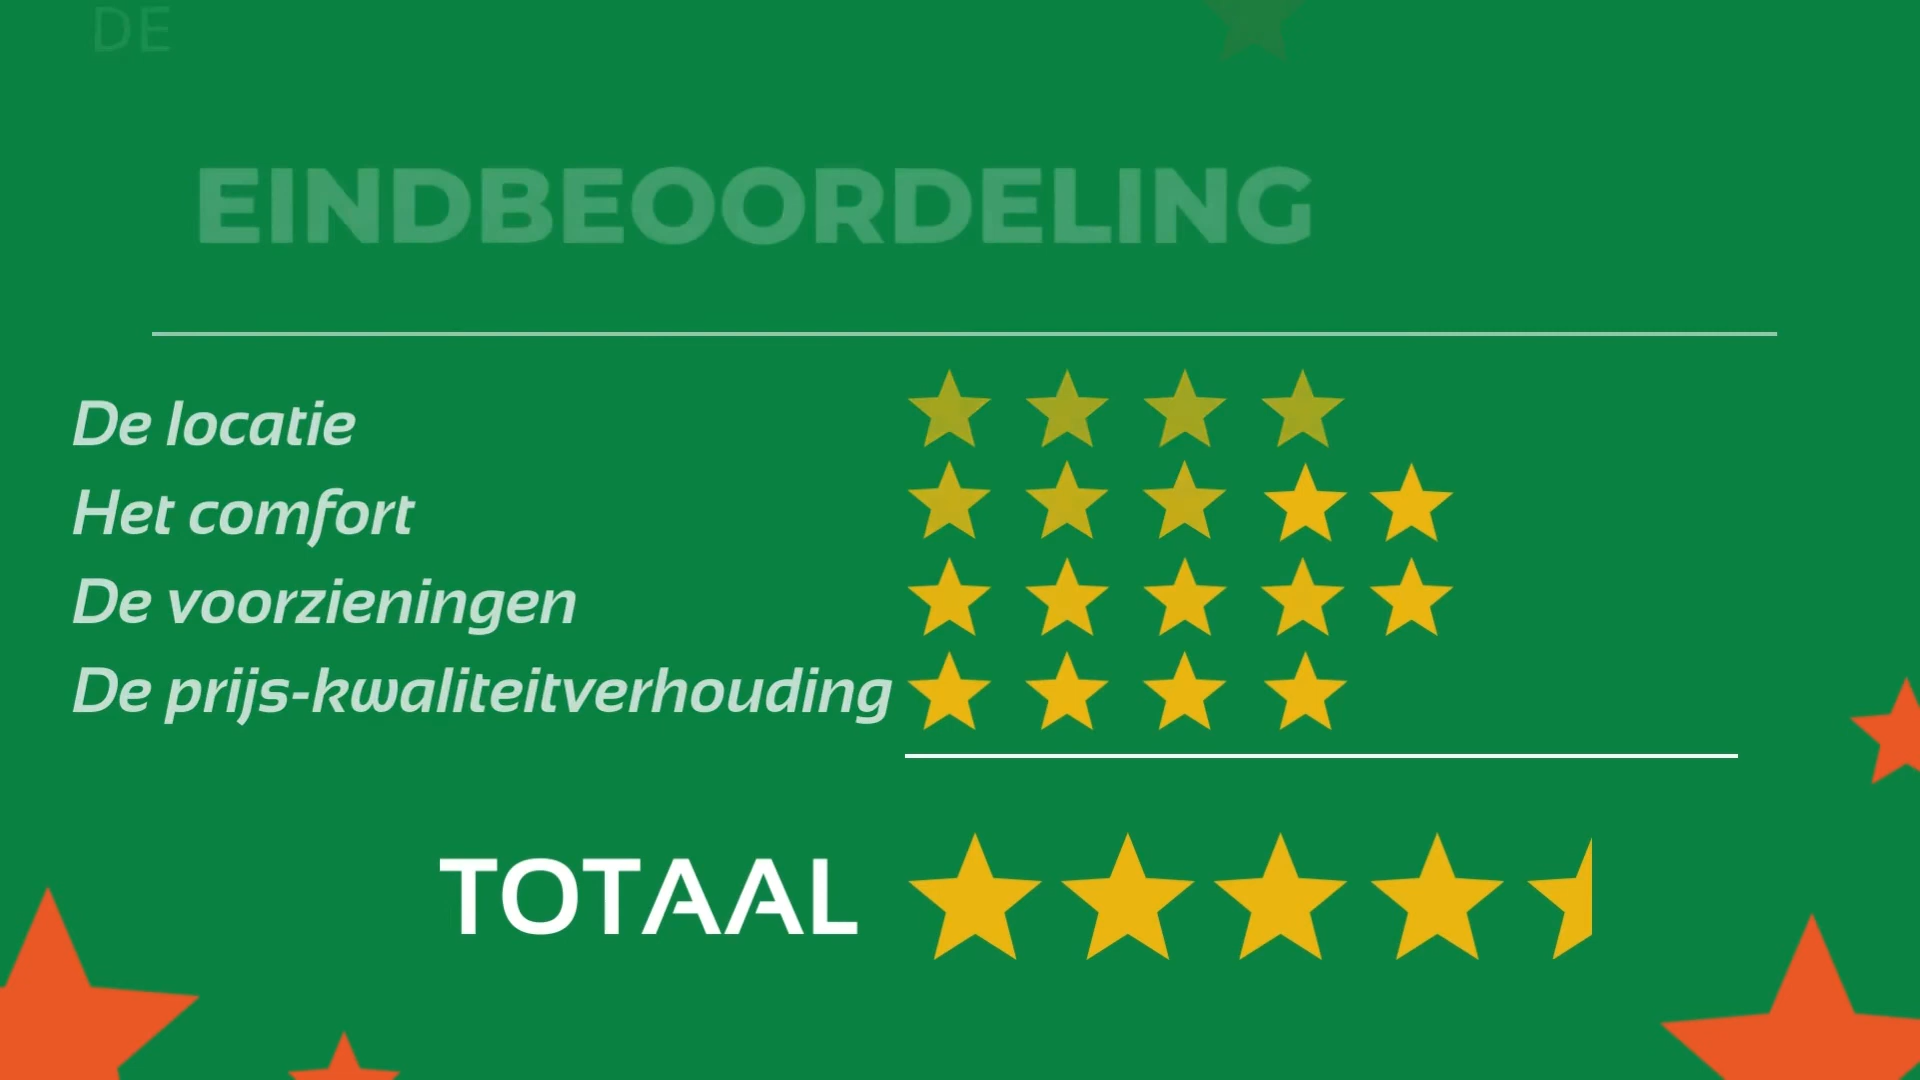 DE
EINDBEOORDELING
De locatie
Het comfort
De voorzieningen
De prijs-kwaliteitverhouding
TOTAAL